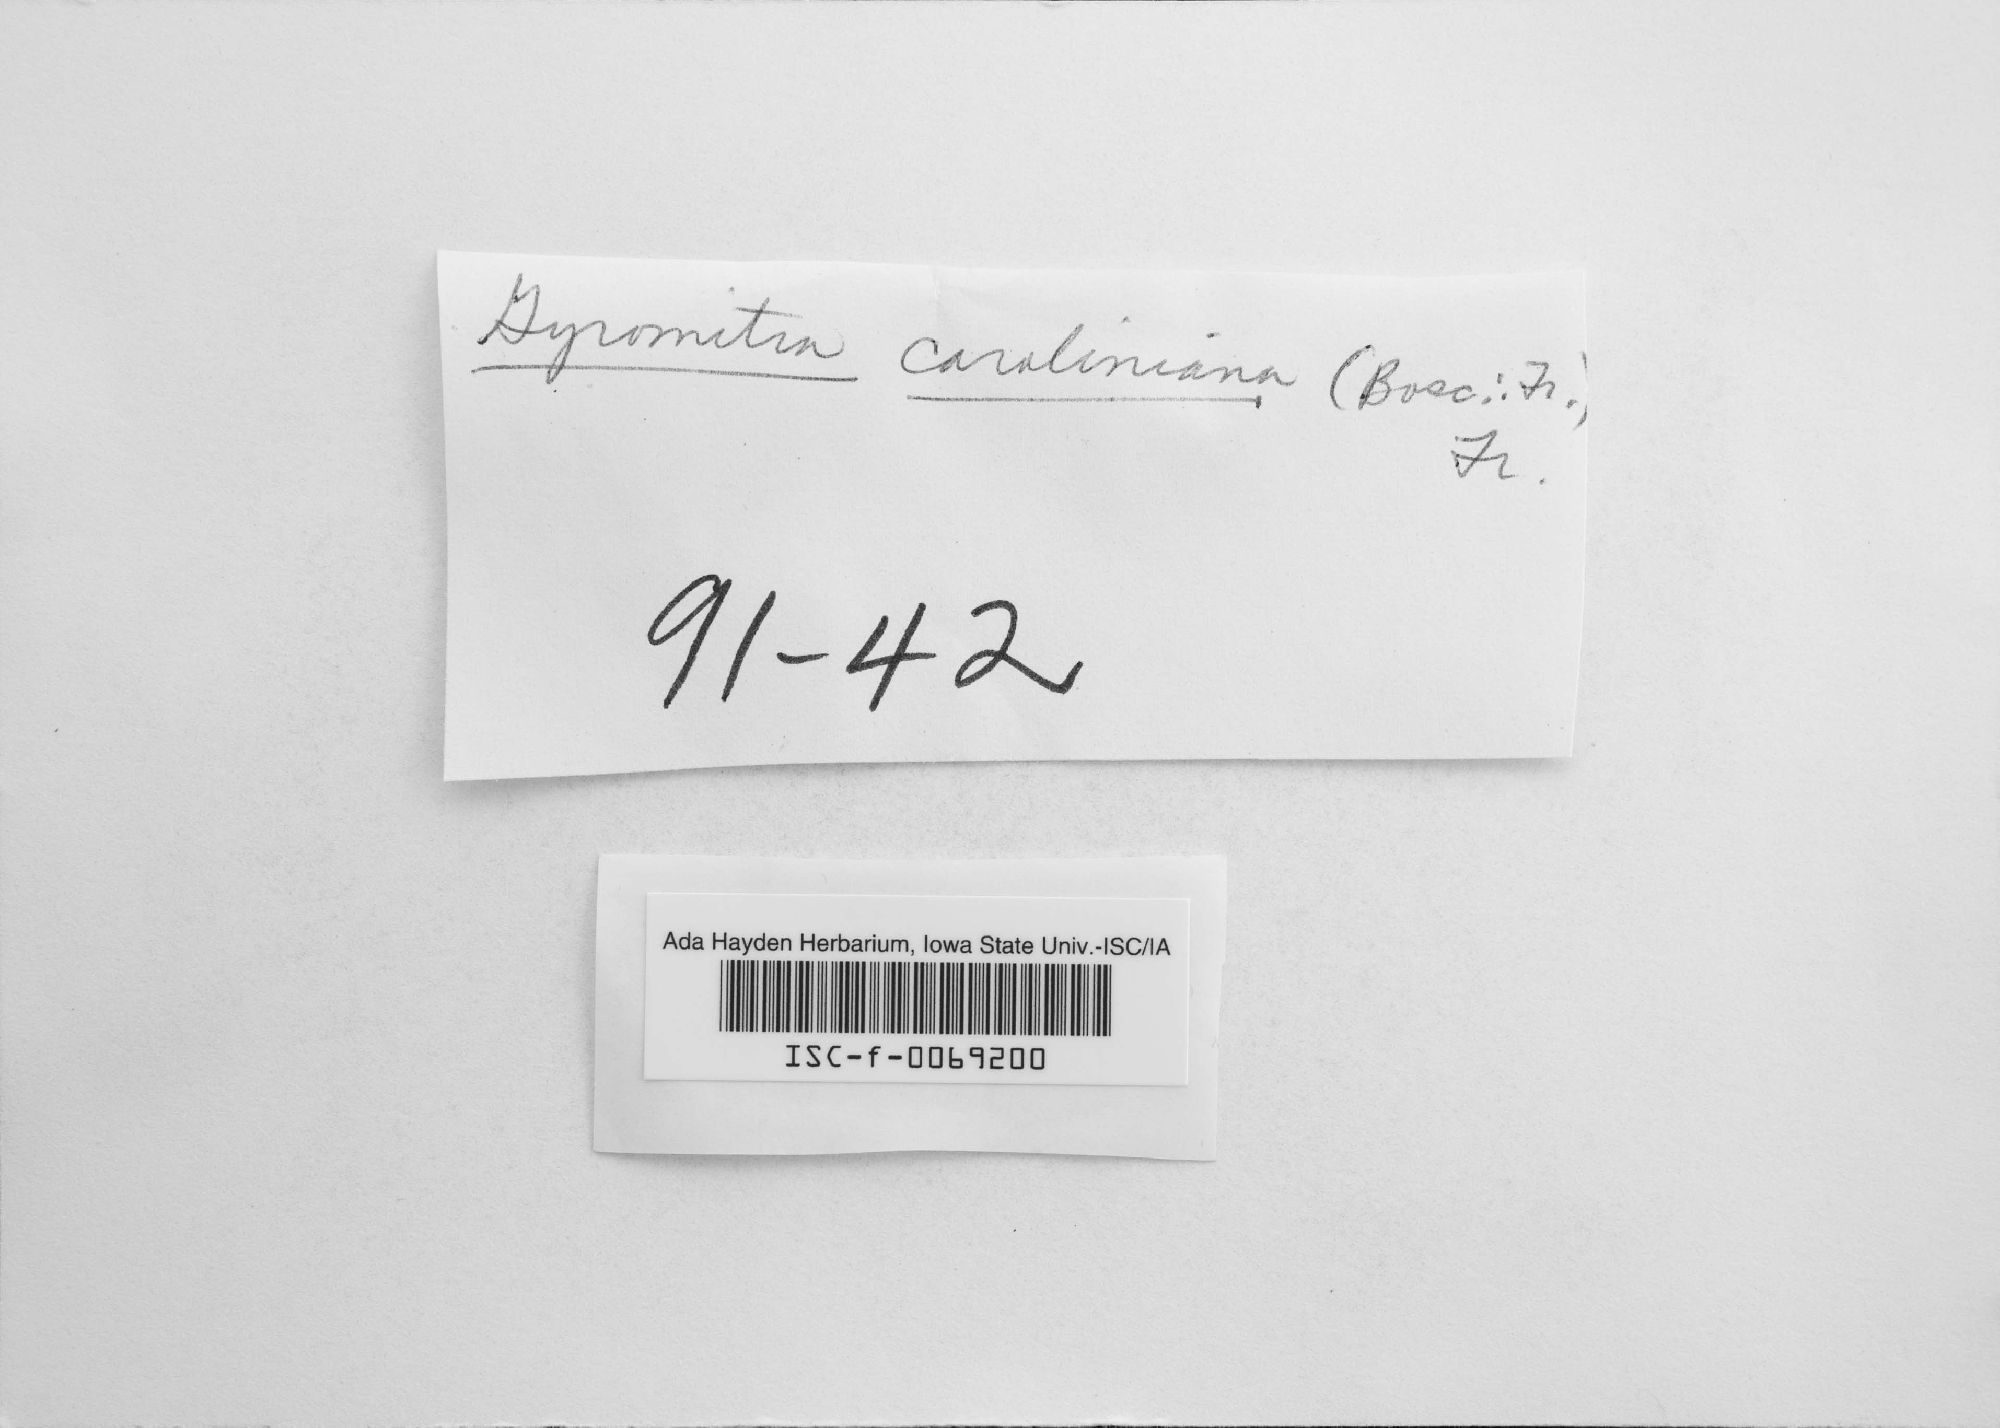 Gyromitra caroliniana (Bosc.: Fr.)
Fr.
91-42
Ada Hayden Herbarium, Iowa State Univ.-ISC/IA
ISC-f-0069200